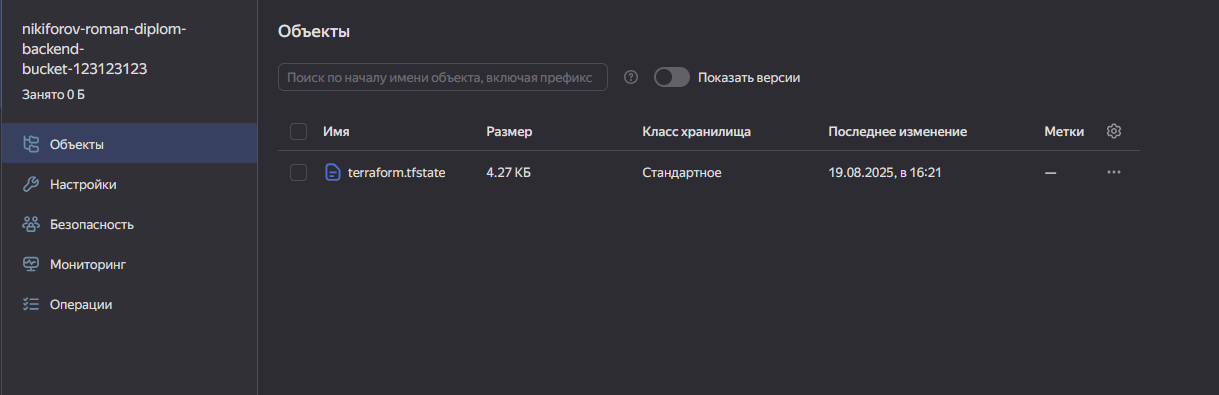 nikiforov-roman-diplom-
backend-
bucket-123123123
Занято 0 Б
Объекты
Настройки
Безопасность
Мониторинг
Операции
Объекты
Поиск по началу имени объекта, включая префикс
Показать версии
Имя Размер Класс хранилища Последнее изменение Метки
terraform.tfstate 4.27 КБ Стандартное 19.08.2025, в 16:21 —